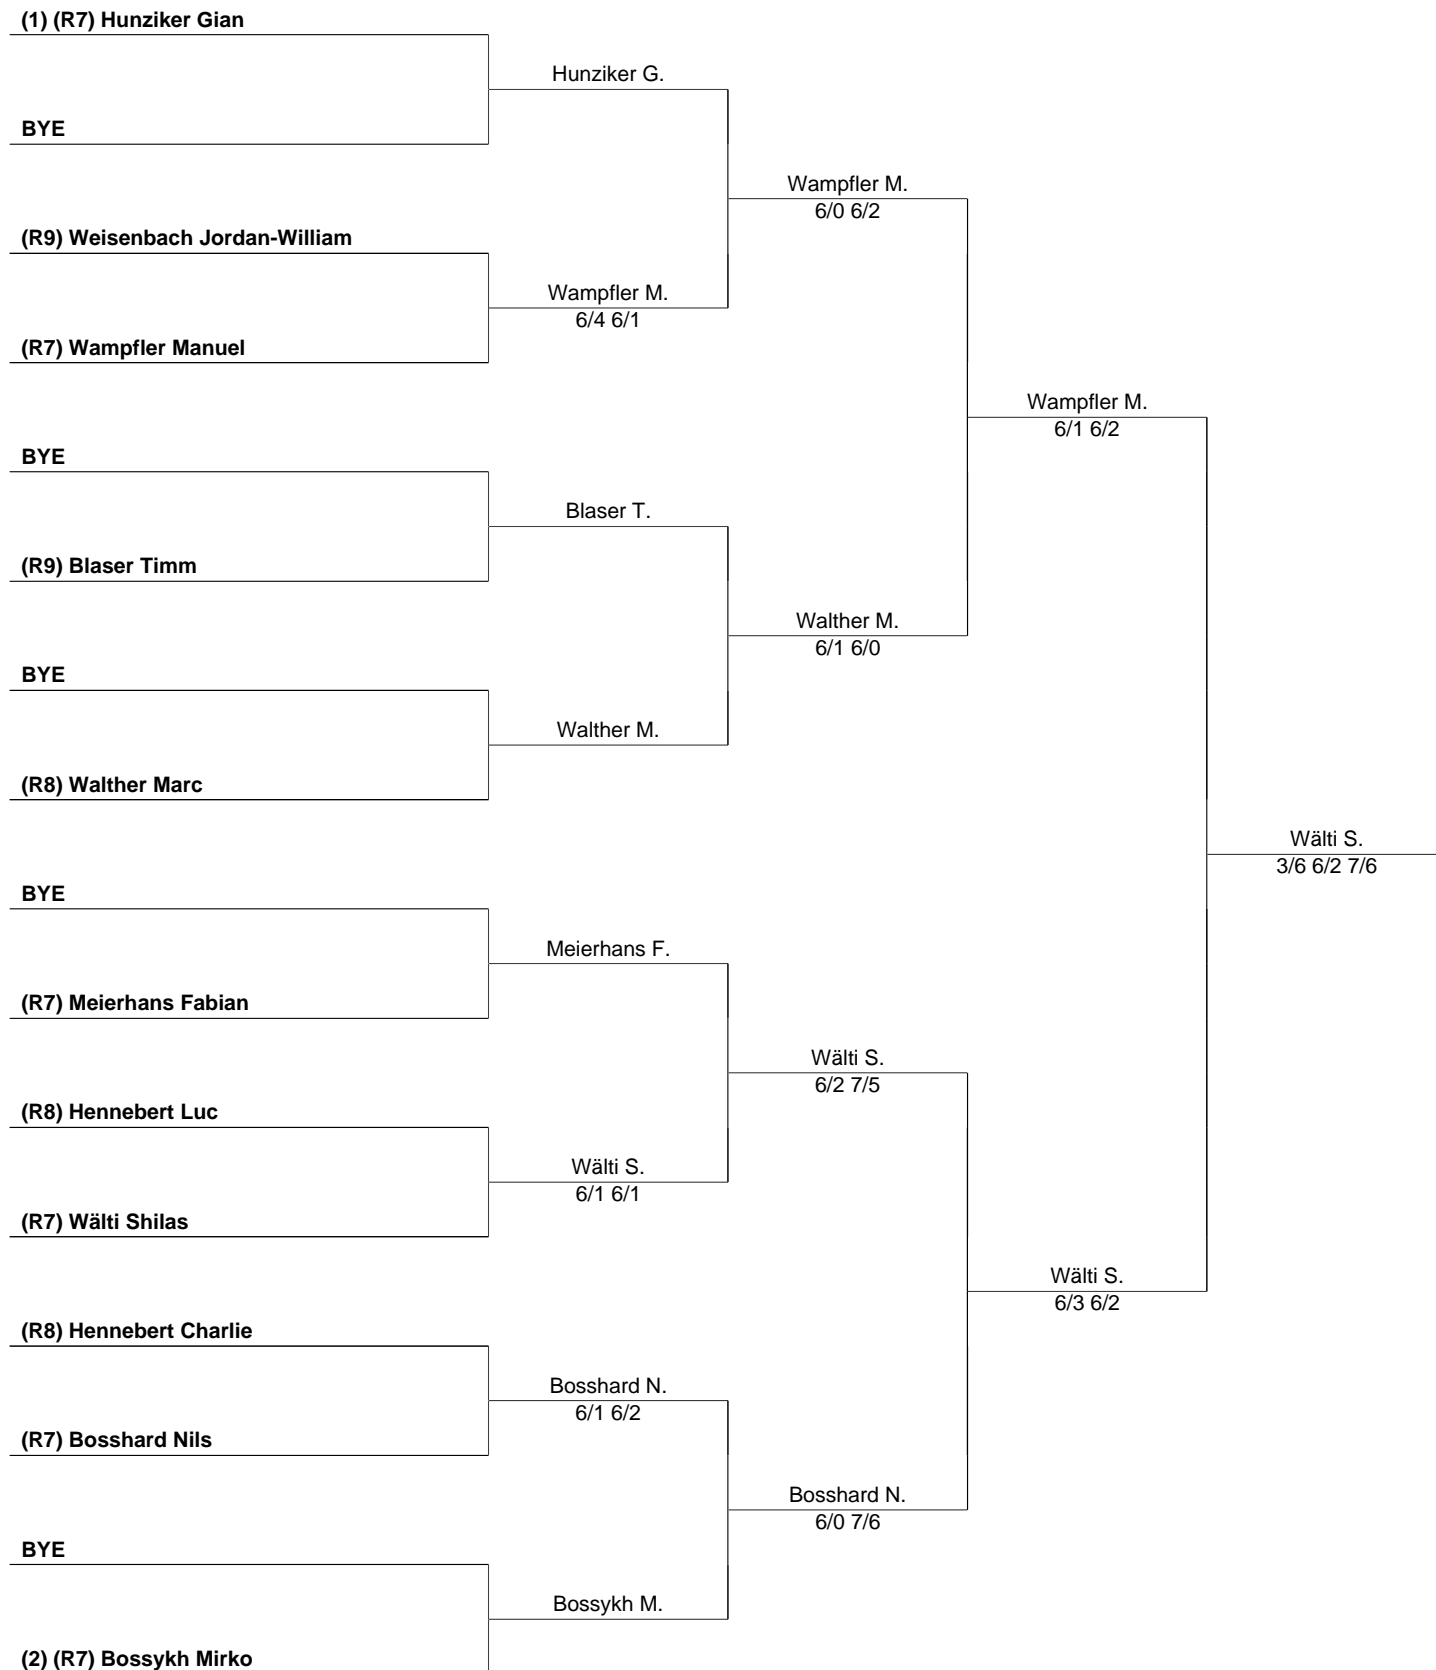 (1) (R7) Hunziker Gian
Hunziker G.
BYE
Wampfler M.
6/0 6/2
(R9) Weisenbach Jordan-William
Wampfler M.
6/4 6/1
(R7) Wampfler Manuel
Wampfler M.
6/1 6/2
BYE
Blaser T.
(R9) Blaser Timm
Walther M.
6/1 6/0
BYE
Walther M.
(R8) Walther Marc
Wälti S.
3/6 6/2 7/6
BYE
Meierhans F.
(R7) Meierhans Fabian
Wälti S.
6/2 7/5
(R8) Hennebert Luc
Wälti S.
6/1 6/1
(R7) Wälti Shilas
Wälti S.
6/3 6/2
(R8) Hennebert Charlie
Bosshard N.
6/1 6/2
(R7) Bosshard Nils
Bosshard N.
6/0 7/6
BYE
Bossykh M.
(2) (R7) Bossykh Mirko